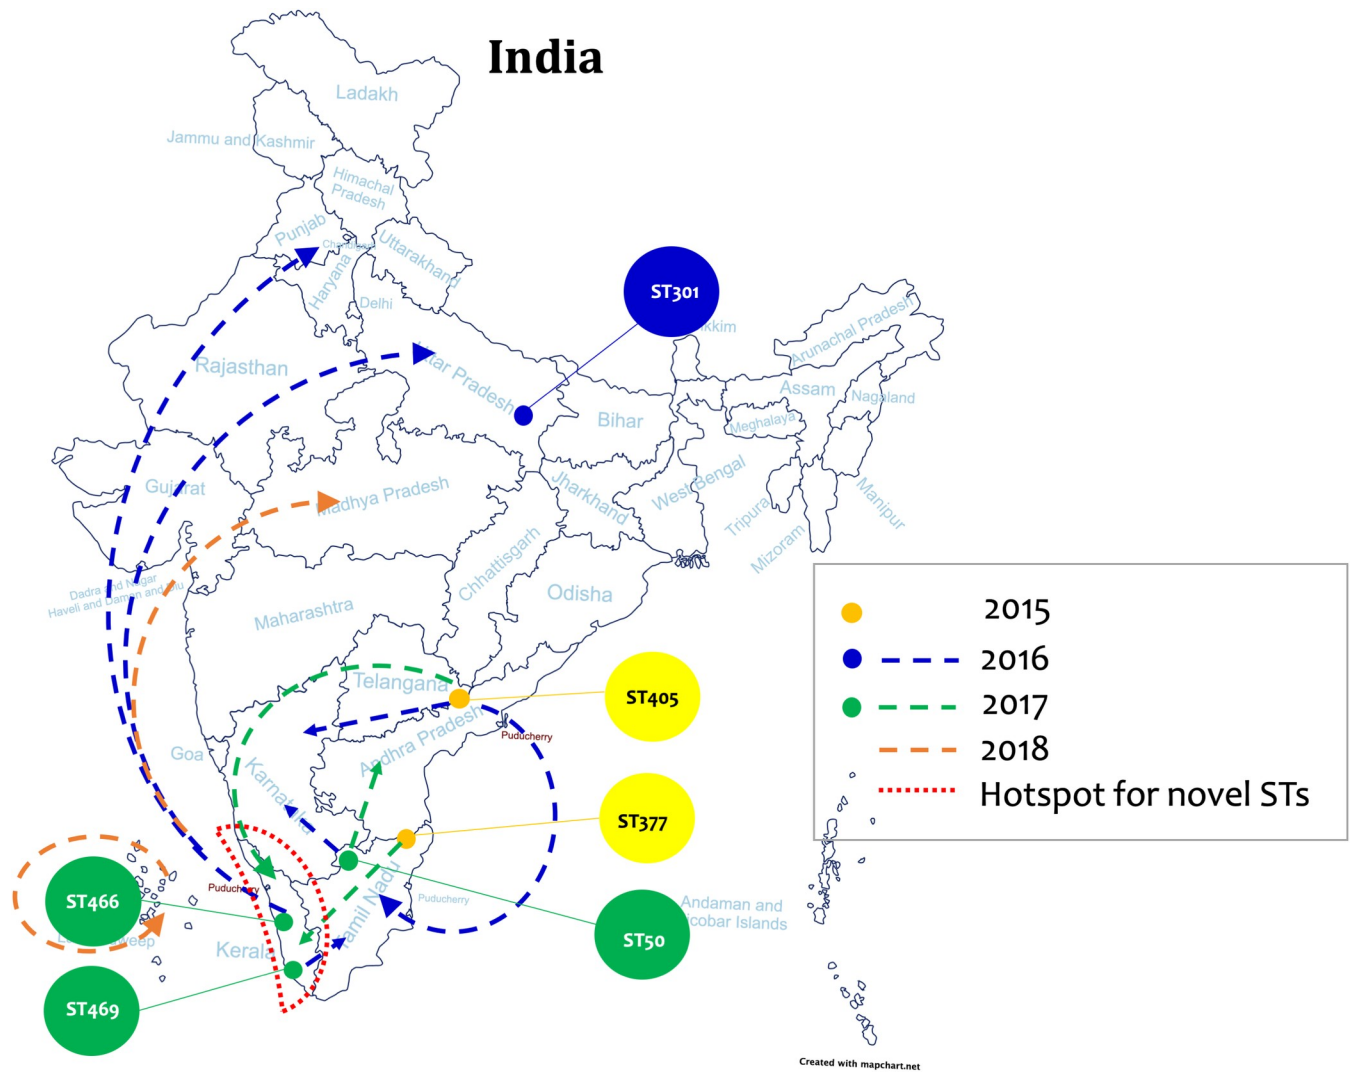 India
Ladakh
Jammu and Kashmir
Himachal
Pradesh
Punjab
Chandigarh
Uttarakhand
Haryana
Delhi
ST301
Arunachal Pradesh
Rajasthan
Uttar Pradesh
Assam
Nagaland
Bihar
Meghalaya
Gujarat
Madhya Pradesh
Jharkhand
West Bengal
Tripura
Manipur
Mizoram
Chhattisgarh
Dadra and Nagar
Haveli and Daman and Diu
Maharashtra
Odisha
2015
2016
2017
2018
Hotspot for novel STs
Telangana
ST405
Andhra Pradesh
Puducherry
Goa
Karnataka
ST377
Puducherry
Tamil Nadu
Puducherry
ST466
ST50
Andaman and
icobar Islands
Kerala
ST469
Created with mapchart.net